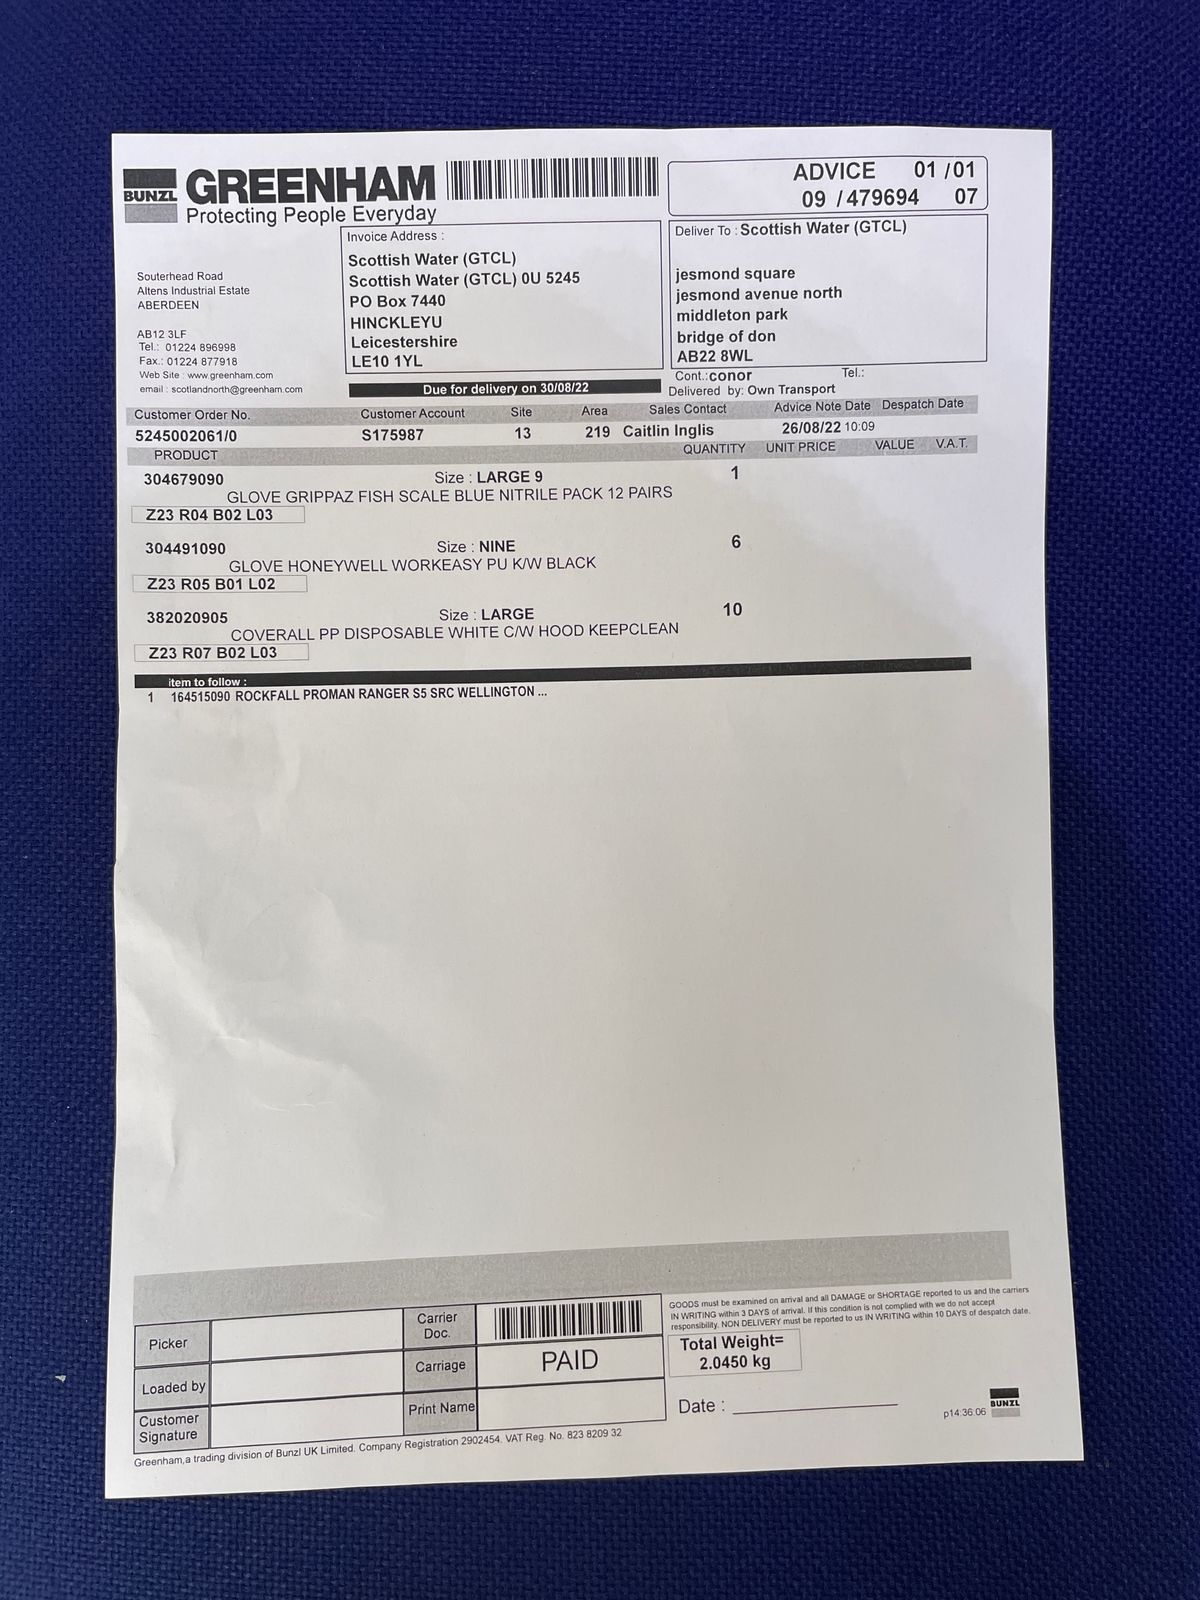 BUNZL
GREENHAM
Protecting People Everyday
ADVICE 01 /01
09 /479694 07
Souterhead Road
Altens Industrial Estate
ABERDEEN
AB12 3LF
Tel.: 01224 896998
Fax.: 01224 877918
Web Site : www.greenham.com
email : scotlandnorth@greenham.com
Invoice Address :
Scottish Water (GTCL)
Scottish Water (GTCL) 0U 5245
PO Box 7440
HINCKLEYU
Leicestershire
LE10 1YL
Due for delivery on 30/08/22
Deliver To : Scottish Water (GTCL)
jesmond square
jesmond avenue north
middleton park
bridge of don
AB22 8WL
Cont.:conor Tel.:
Delivered by: Own Transport
Customer Order No. Customer Account Site Area Sales Contact Advice Note Date Despatch Date
5245002061/0 S175987 13 219 Caitlin Inglis 26/08/22 10:09
PRODUCT QUANTITY UNIT PRICE VALUE V.A.T.
304679090 Size : LARGE 9 1
GLOVE GRIPPAZ FISH SCALE BLUE NITRILE PACK 12 PAIRS
Z23 R04 B02 L03
304491090 Size : NINE 6
GLOVE HONEYWELL WORKEASY PU K/W BLACK
Z23 R05 B01 L02
382020905 Size : LARGE 10
COVERALL PP DISPOSABLE WHITE C/W HOOD KEEPCLEAN
Z23 R07 B02 L03
item to follow :
1 164515090 ROCKFALL PROMAN RANGER S5 SRC WELLINGTON ...
Picker
Loaded by
Customer
Signature
Carrier
Doc.
Carriage PAID
Print Name
GOODS must be examined on arrival and all DAMAGE or SHORTAGE reported to us and the carriers
IN WRITING within 3 DAYS of arrival. If this condition is not complied with we do not accept
responsibility. NON DELIVERY must be reported to us IN WRITING within 10 DAYS of despatch date.
Total Weight=
2.0450 kg
Date :
p14:36:06 BUNZL
Greenham,a trading division of Bunzl UK Limited. Company Registration 2902454. VAT Reg. No. 823 8209 32